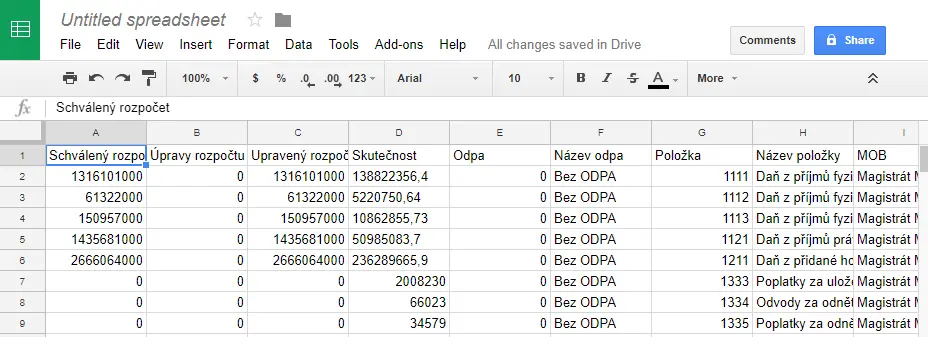 Untitled spreadsheet
File Edit View Insert Format Data Tools Add-ons Help All changes saved in Drive Comments Share
100% $ % .0 .00 123 Arial 10 B I S A More
fx Schválený rozpočet
A B C D E F G H I
1 Schválený rozpo Úpravy rozpočtu Upravený rozpoč Skutečnost Odpa Název odpa Položka Název položky MOB
2 1316101000 0 1316101000 138822356,4 0 Bez ODPA 1111 Daň z příjmů fyzi Magistrát M
3 61322000 0 61322000 5220750,64 0 Bez ODPA 1112 Daň z příjmů fyzi Magistrát M
4 150957000 0 150957000 10862855,73 0 Bez ODPA 1113 Daň z příjmů fyzi Magistrát M
5 1435681000 0 1435681000 50985083,7 0 Bez ODPA 1121 Daň z příjmů prá Magistrát M
6 2666064000 0 2666064000 236289665,9 0 Bez ODPA 1211 Daň z přidané ho Magistrát M
7 0 0 0 2008230 0 Bez ODPA 1333 Poplatky za ulož Magistrát M
8 0 0 0 66023 0 Bez ODPA 1334 Odvody za odnět Magistrát M
9 0 0 0 34579 0 Bez ODPA 1335 Poplatky za odně Magistrát M